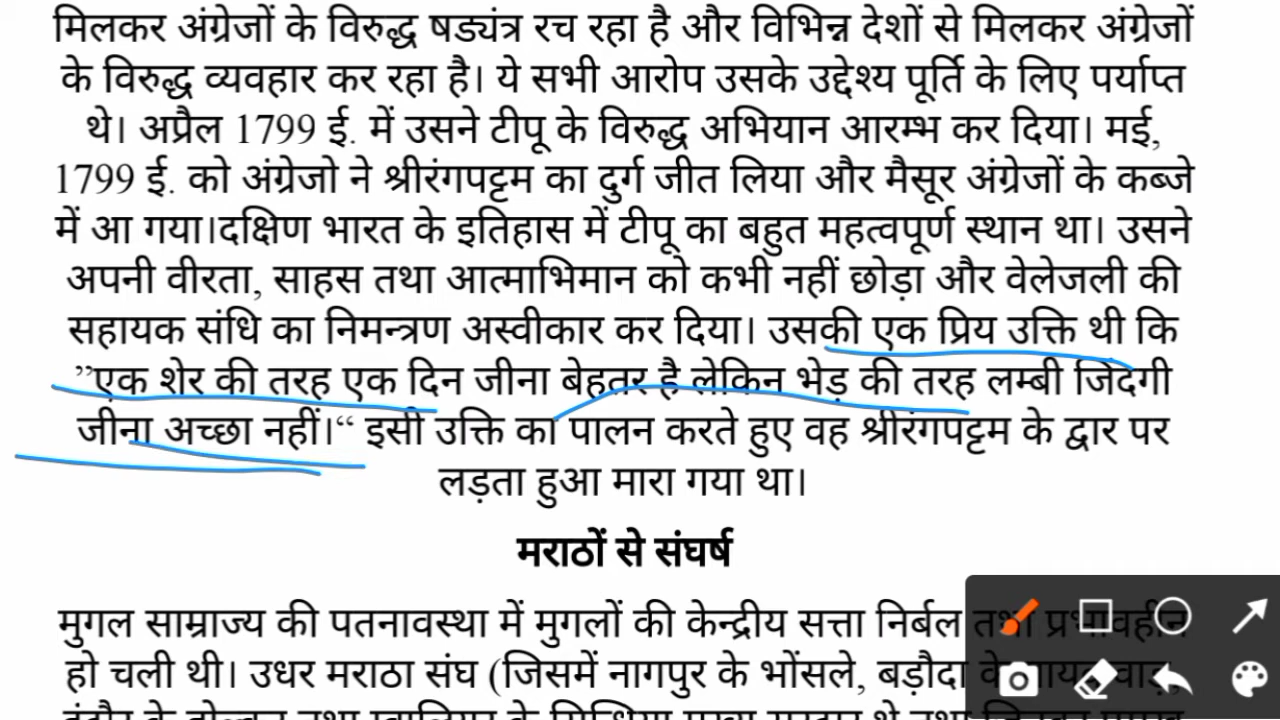 मिलकर अंग्रेजों के विरुद्ध षड्यंत्र रच रहा है और विभिन्न देशों से मिलकर अंग्रेजों
के विरुद्ध व्यवहार कर रहा है। ये सभी आरोप उसके उद्देश्य पूर्ति के लिए पर्याप्त
थे। अप्रैल 1799 ई. में उसने टीपू के विरुद्ध अभियान आरम्भ कर दिया। मई,
1799 ई. को अंग्रेजो ने श्रीरंगपट्टम का दुर्ग जीत लिया और मैसूर अंग्रेजों के कब्जे
में आ गया।दक्षिण भारत के इतिहास में टीपू का बहुत महत्वपूर्ण स्थान था। उसने
अपनी वीरता, साहस तथा आत्माभिमान को कभी नहीं छोड़ा और वेलेजली की
सहायक संधि का निमन्त्रण अस्वीकार कर दिया। उसकी एक प्रिय उक्ति थी कि
”एक शेर की तरह एक दिन जीना बेहतर है लेकिन भेड़ की तरह लम्बी जिंदगी
जीना अच्छा नहीं।“ इसी उक्ति का पालन करते हुए वह श्रीरंगपट्टम के द्वार पर
लड़ता हुआ मारा गया था।
मराठों से संघर्ष
मुगल साम्राज्य की पतनावस्था में मुगलों की केन्द्रीय सत्ता निर्बल तथा प्रभावहीन
हो चली थी। उधर मराठा संघ (जिसमें नागपुर के भोंसले, बड़ौदा के गायकवाड़,